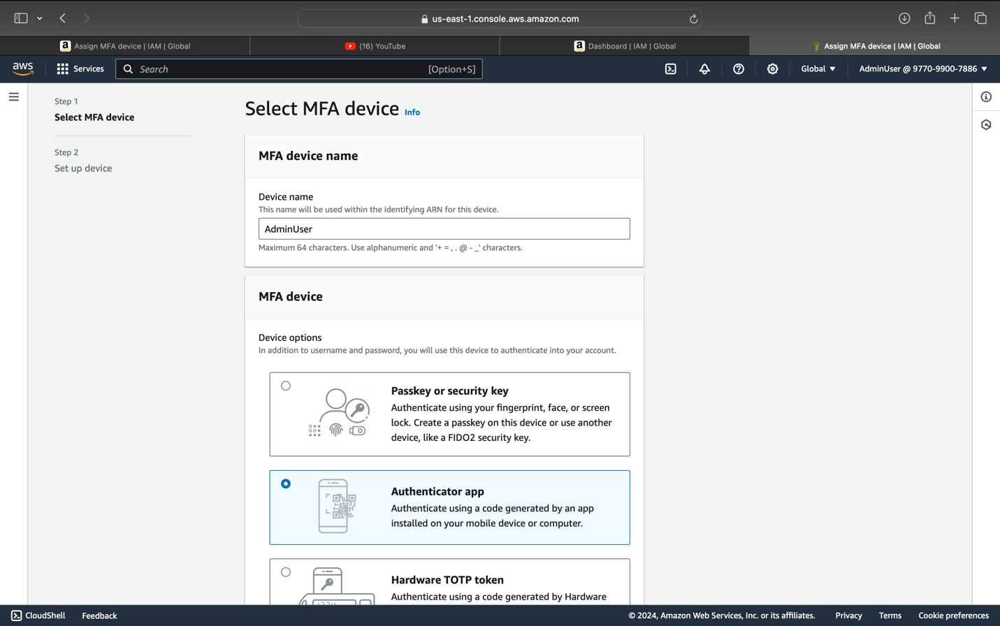 us-east-1.console.aws.amazon.com
Assign MFA device | IAM | Global
(16) YouTube
Dashboard | IAM | Global
Assign MFA device | IAM | Global
aws
Services
Search
[Option+S]
Global
AdminUser @ 9770-9900-7886
Step 1
Select MFA device
Step 2
Set up device
Select MFA device Info
MFA device name
Device name
This name will be used within the identifying ARN for this device.
AdminUser
Maximum 64 characters. Use alphanumeric and '+ = , . @ - _' characters.
MFA device
Device options
In addition to username and password, you will use this device to authenticate into your account.
Passkey or security key
Authenticate using your fingerprint, face, or screen
lock. Create a passkey on this device or use another
device, like a FIDO2 security key.
Authenticator app
Authenticate using a code generated by an app
installed on your mobile device or computer.
Hardware TOTP token
Authenticate using a code generated by Hardware
CloudShell
Feedback
© 2024, Amazon Web Services, Inc. or its affiliates.
Privacy
Terms
Cookie preferences